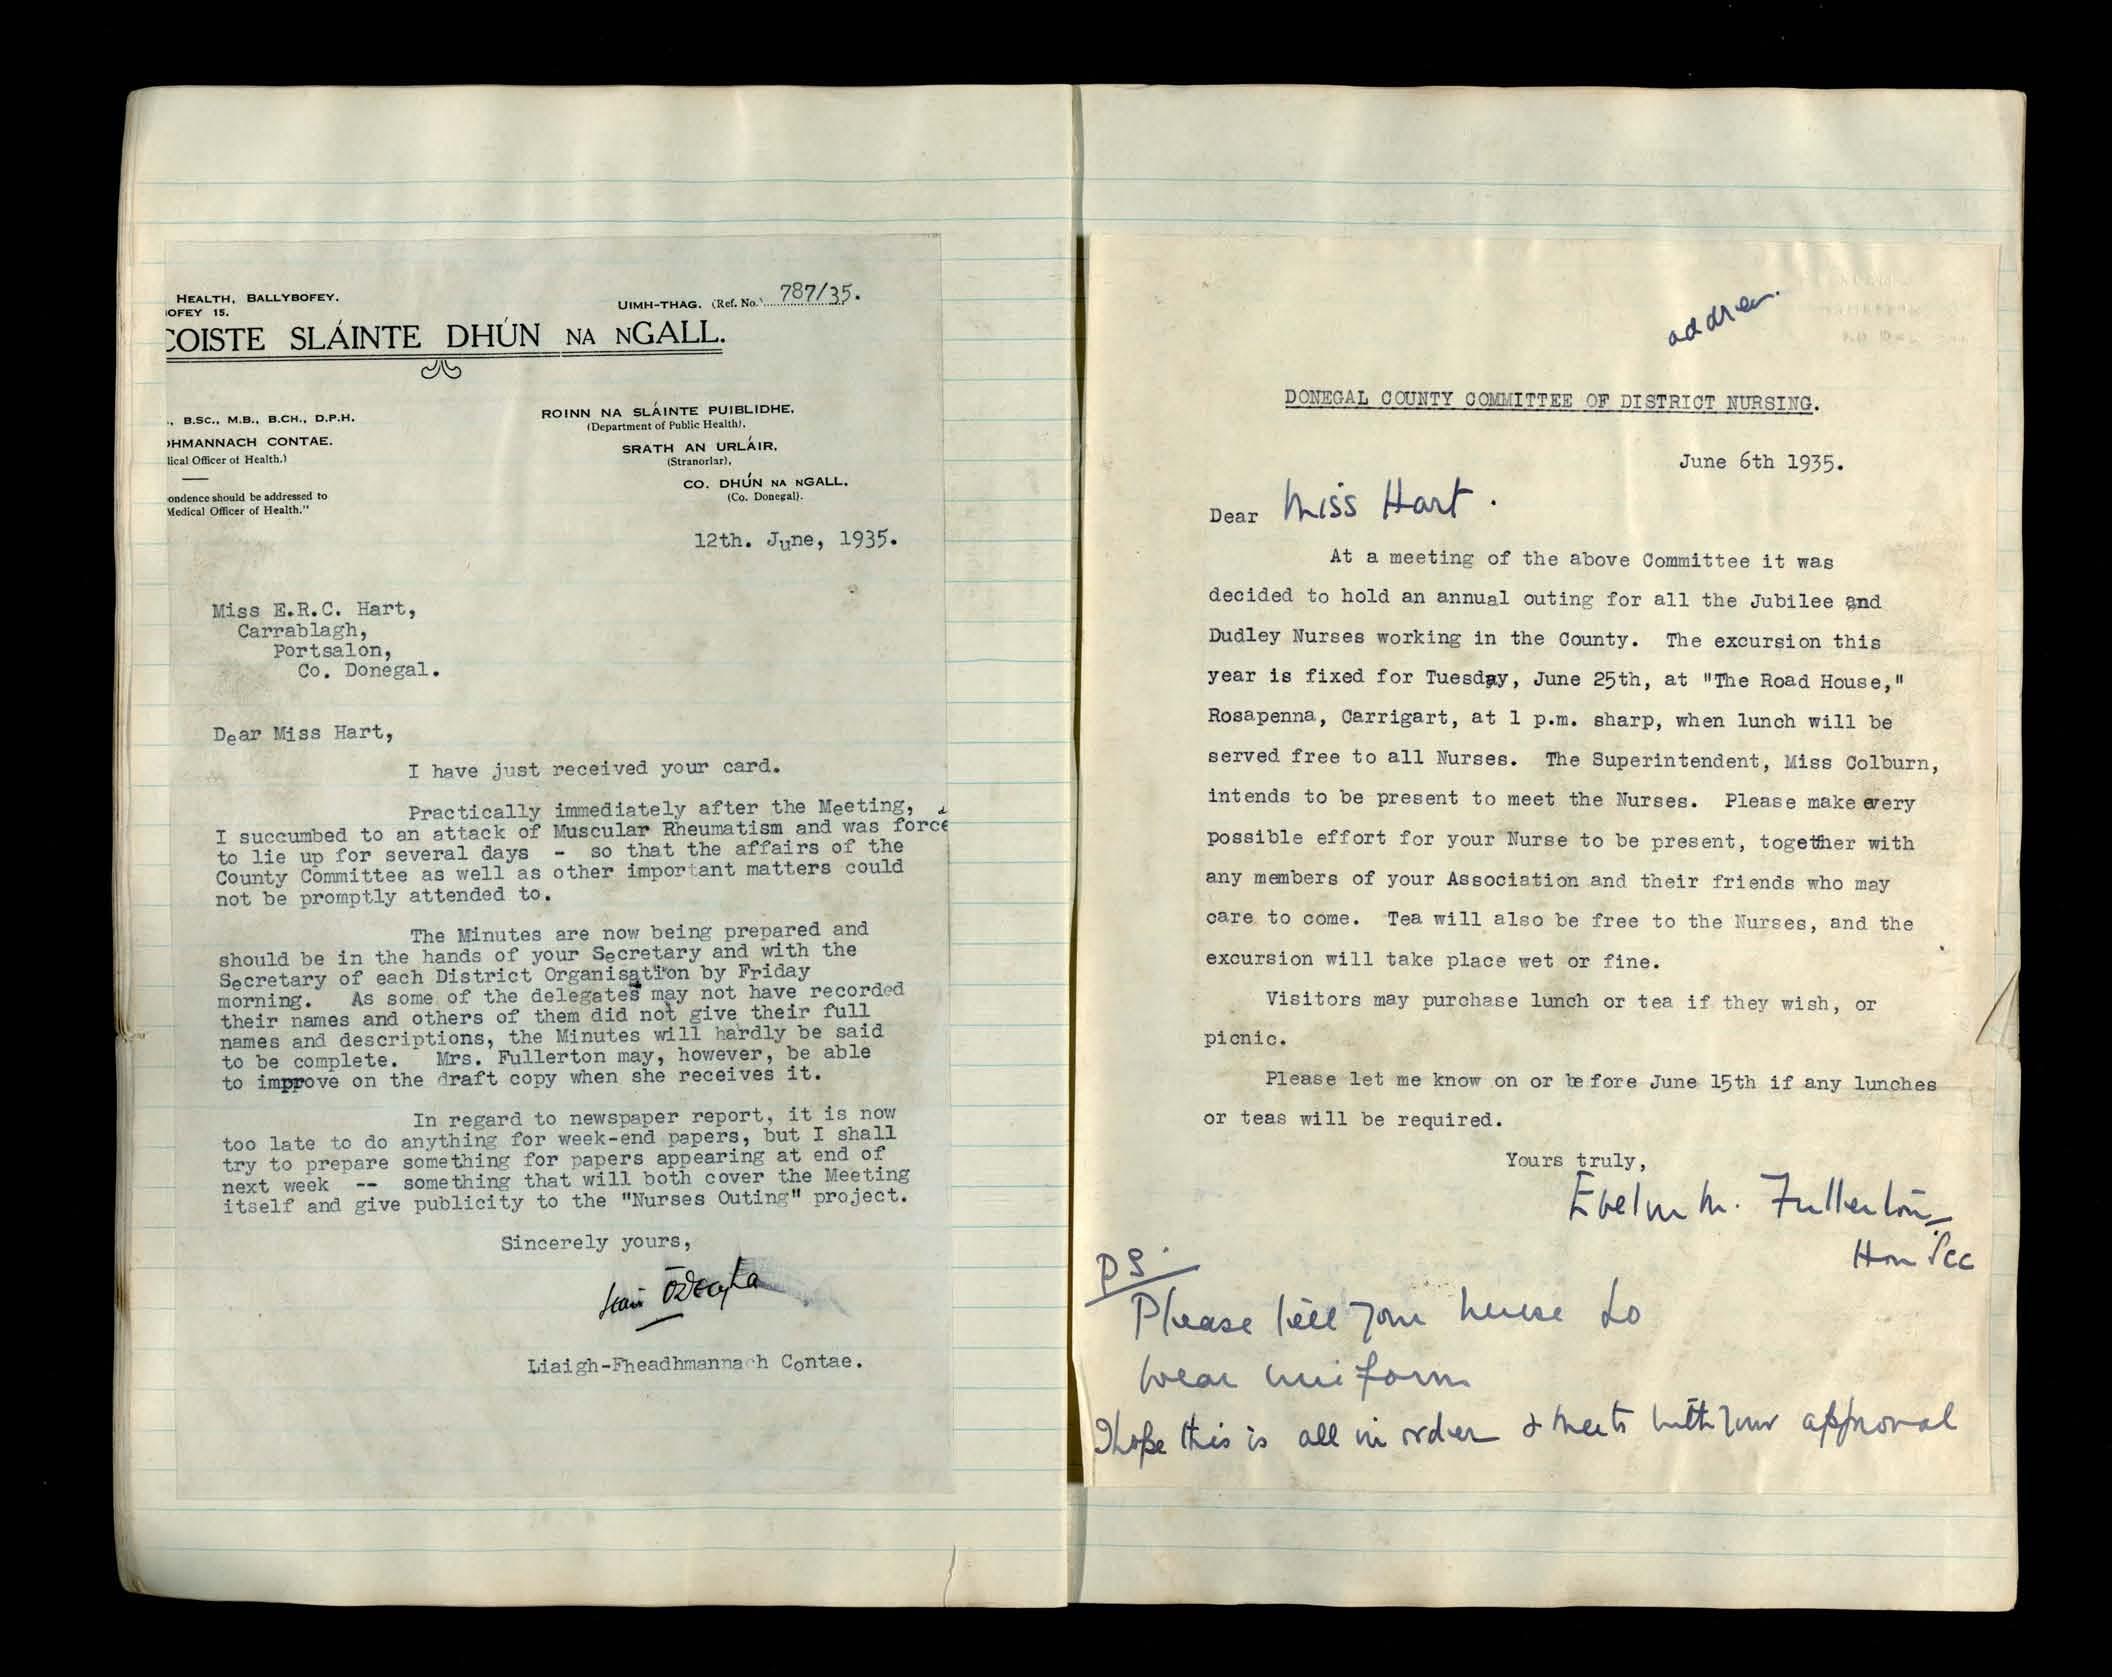 HEALTH, BALLYBOFEY.
OFEY 15.
UIMH-THAG. (Ref. No.) 787/35.
COISTE SLÁINTE DHÚN NA NGALL.
., B.SC., M.B., B.CH., D.P.H.
HMANNACH CONTAE.
lical Officer of Health.)
ondence should be addressed to
Medical Officer of Health."
ROINN NA SLÁINTE PUIBLIDHE,
(Department of Public Health),
SRATH AN URLÁIR,
(Stranorlar),
CO. DHÚN NA NGALL,
(Co. Donegal).
12th. June, 1935.
Miss E.R.C. Hart,
Carrablagh,
Portsalon,
Co. Donegal.
Dear Miss Hart,
I have just received your card.
Practically immediately after the Meeting,
I succumbed to an attack of Muscular Rheumatism and was force
to lie up for several days - so that the affairs of the
County Committee as well as other important matters could
not be promptly attended to.
The Minutes are now being prepared and
should be in the hands of your Secretary and with the
Secretary of each District Organisation by Friday
morning. As some of the delegates may not have recorded
their names and others of them did not give their full
names and descriptions, the Minutes will hardly be said
to be complete. Mrs. Fullerton may, however, be able
to improve on the draft copy when she receives it.
In regard to newspaper report, it is now
too late to do anything for week-end papers, but I shall
try to prepare something for papers appearing at end of
next week -- something that will both cover the Meeting
itself and give publicity to the "Nurses Outing" project.
Sincerely yours,
Liaigh-Fheadhmannach Contae.
address.
DONEGAL COUNTY COMMITTEE OF DISTRICT NURSING.
June 6th 1935.
Dear Miss Hart.
At a meeting of the above Committee it was
decided to hold an annual outing for all the Jubilee and
Dudley Nurses working in the County. The excursion this
year is fixed for Tuesday, June 25th, at "The Road House,"
Rosapenna, Carrigart, at 1 p.m. sharp, when lunch will be
served free to all Nurses. The Superintendent, Miss Colburn,
intends to be present to meet the Nurses. Please make every
possible effort for your Nurse to be present, together with
any members of your Association and their friends who may
care to come. Tea will also be free to the Nurses, and the
excursion will take place wet or fine.
Visitors may purchase lunch or tea if they wish, or
picnic.
Please let me know on or before June 15th if any lunches
or teas will be required.
Yours truly,
Evelyn M. Fullerton
Hon Sec
PS.
Please tell your nurse to
wear uniform
I hope this is all in order & meets with your approval